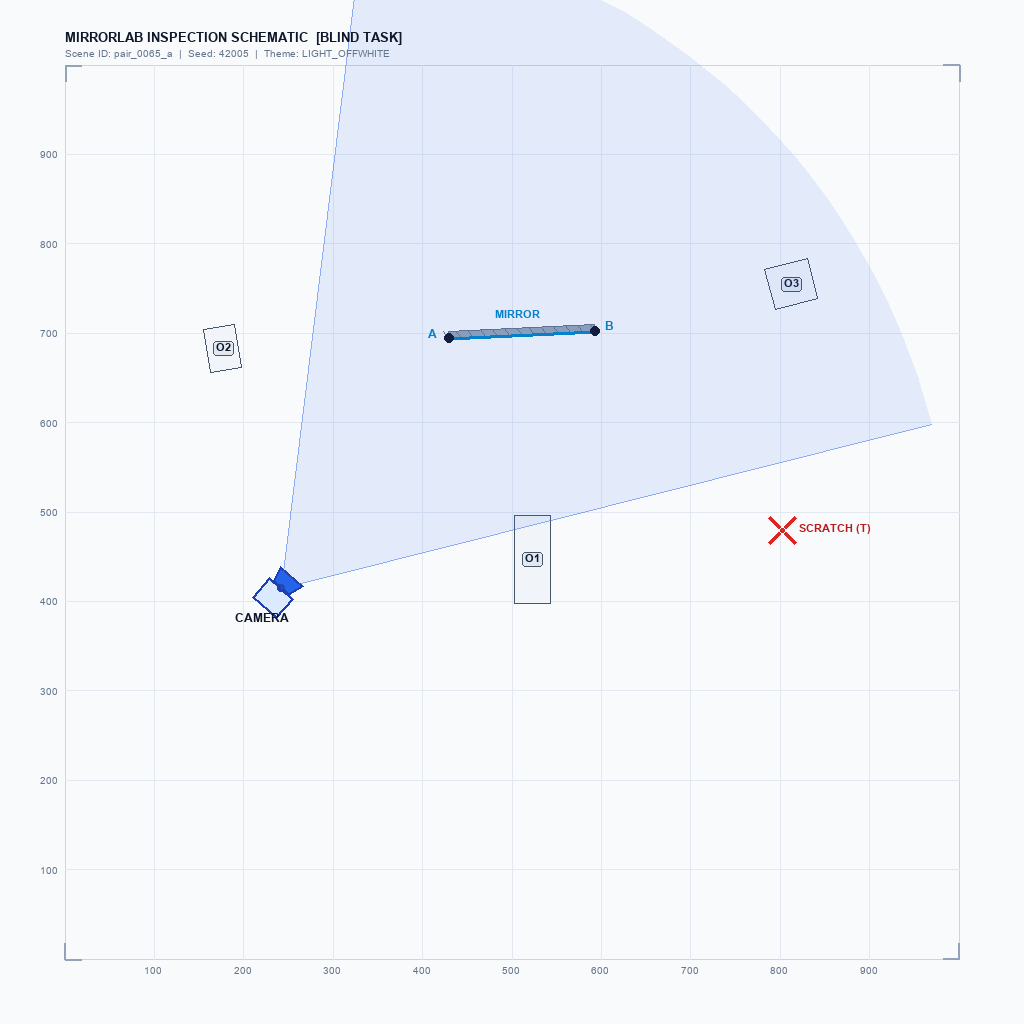 MIRRORLAB INSPECTION SCHEMATIC [BLIND TASK]
Scene ID: pair_0065_a | Seed: 42005 | Theme: LIGHT_OFFWHITE
900
800
O3
MIRROR
A
B
700
O2
600
500
SCRATCH (T)
O1
400
CAMERA
300
200
100
100 200 300 400 500 600 700 800 900